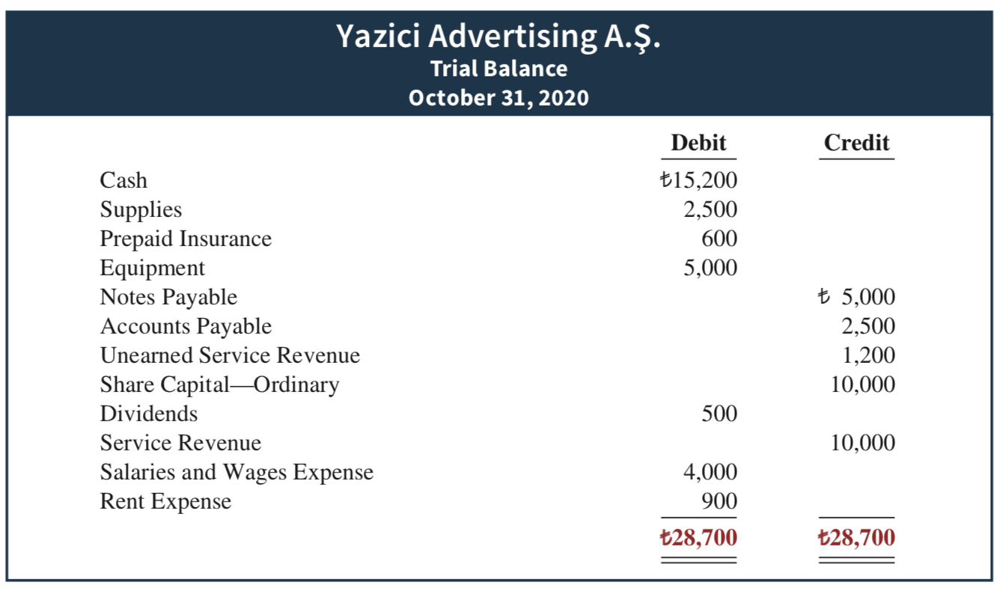 Yazici Advertising A.Ş.
Trial Balance
October 31, 2020
Debit Credit
Cash ₺15,200
Supplies 2,500
Prepaid Insurance 600
Equipment 5,000
Notes Payable ₺ 5,000
Accounts Payable 2,500
Unearned Service Revenue 1,200
Share Capital—Ordinary 10,000
Dividends 500
Service Revenue 10,000
Salaries and Wages Expense 4,000
Rent Expense 900
₺28,700 ₺28,700